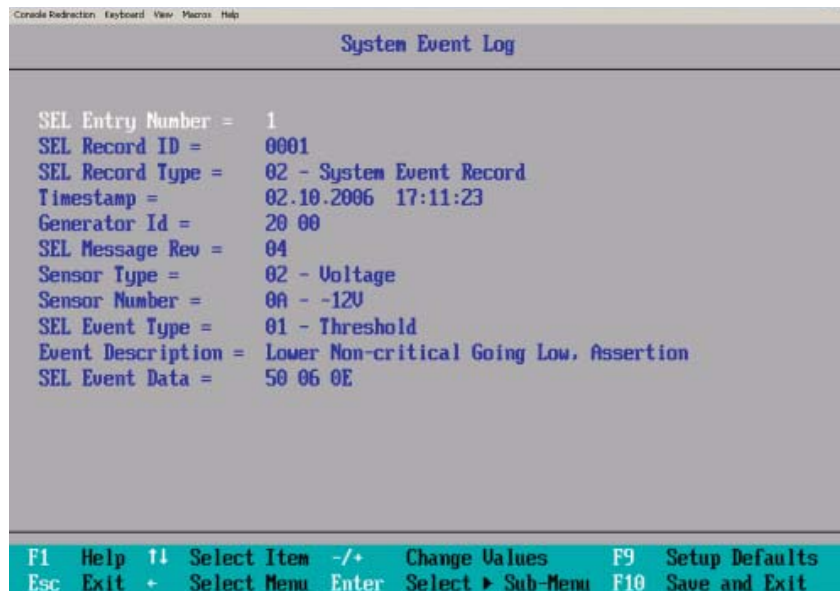 Console Redirection Keyboard View Macros Help
System Event Log
SEL Entry Number = 1
SEL Record ID = 0001
SEL Record Type = 02 - System Event Record
Timestamp = 02.10.2006 17:11:23
Generator Id = 20 00
SEL Message Rev = 04
Sensor Type = 02 - Voltage
Sensor Number = 0A - -12V
SEL Event Type = 01 - Threshold
Event Description = Lower Non-critical Going Low, Assertion
SEL Event Data = 50 06 0E
F1 Help ↑↓ Select Item -/+ Change Values F9 Setup Defaults
Esc Exit ← Select Menu Enter Select ▶ Sub-Menu F10 Save and Exit